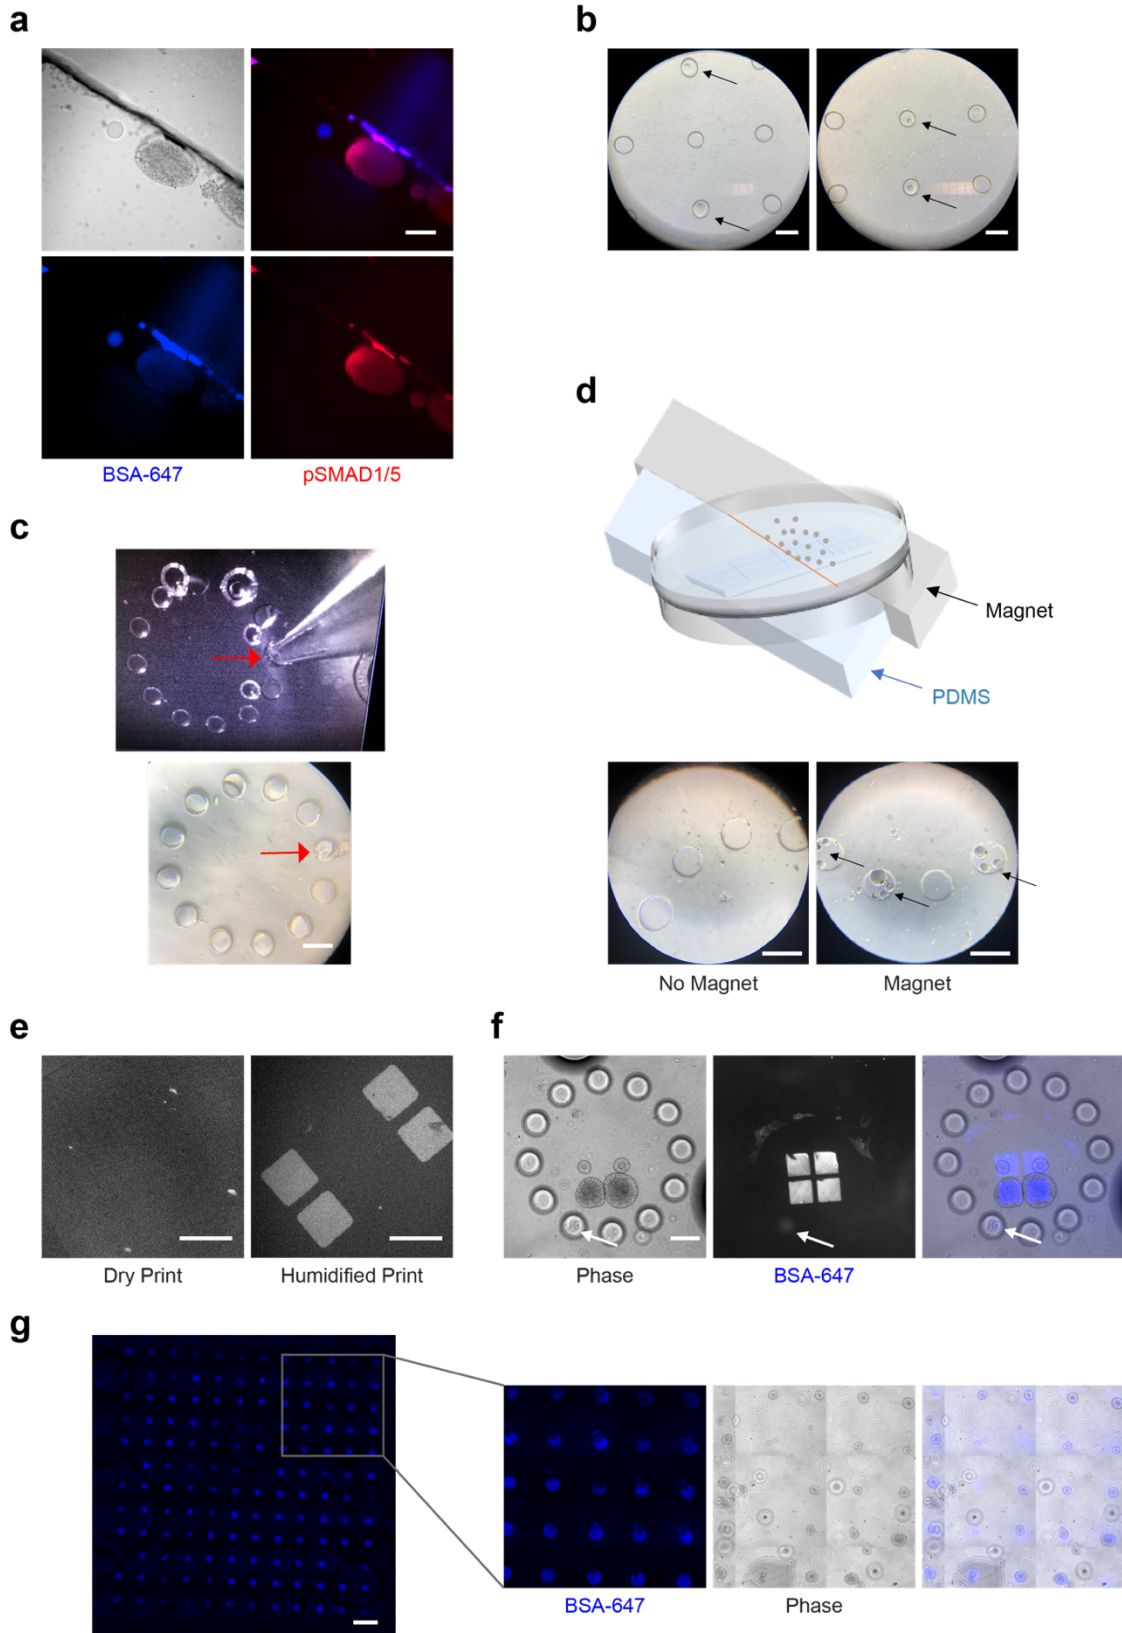 a
b
BSA-647
pSMAD1/5
c
d
Magnet
PDMS
No Magnet
Magnet
e
f
Dry Print
Humidified Print
Phase
BSA-647
g
BSA-647
Phase